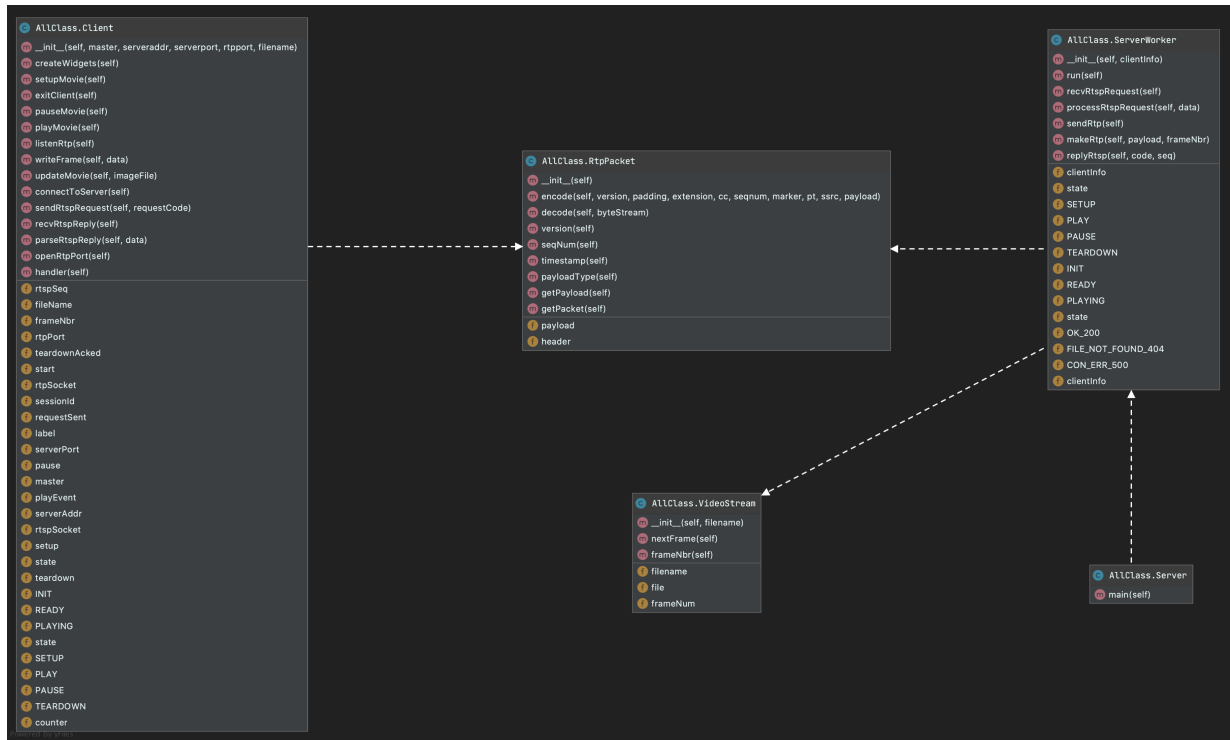 AllClass.Client
__init__(self, master, serveraddr, serverport, rtpport, filename)
createWidgets(self)
setupMovie(self)
exitClient(self)
pauseMovie(self)
playMovie(self)
listenRtp(self)
writeFrame(self, data)
updateMovie(self, imageFile)
connectToServer(self)
sendRtspRequest(self, requestCode)
recvRtspReply(self)
parseRtspReply(self, data)
openRtpPort(self)
handler(self)
rtspSeq
fileName
frameNbr
rtpPort
teardownAcked
start
rtpSocket
sessionId
requestSent
label
serverPort
pause
master
playEvent
serverAddr
rtspSocket
setup
state
teardown
INIT
READY
PLAYING
state
SETUP
PLAY
PAUSE
TEARDOWN
counter
Powered by yFiles
AllClass.RtpPacket
__init__(self)
encode(self, version, padding, extension, cc, seqnum, marker, pt, ssrc, payload)
decode(self, byteStream)
version(self)
seqNum(self)
timestamp(self)
payloadType(self)
getPayload(self)
getPacket(self)
payload
header
AllClass.VideoStream
__init__(self, filename)
nextFrame(self)
frameNbr(self)
filename
file
frameNum
AllClass.ServerWorker
__init__(self, clientInfo)
run(self)
recvRtspRequest(self)
processRtspRequest(self, data)
sendRtp(self)
makeRtp(self, payload, frameNbr)
replyRtsp(self, code, seq)
clientInfo
state
SETUP
PLAY
PAUSE
TEARDOWN
INIT
READY
PLAYING
state
OK_200
FILE_NOT_FOUND_404
CON_ERR_500
clientInfo
AllClass.Server
main(self)